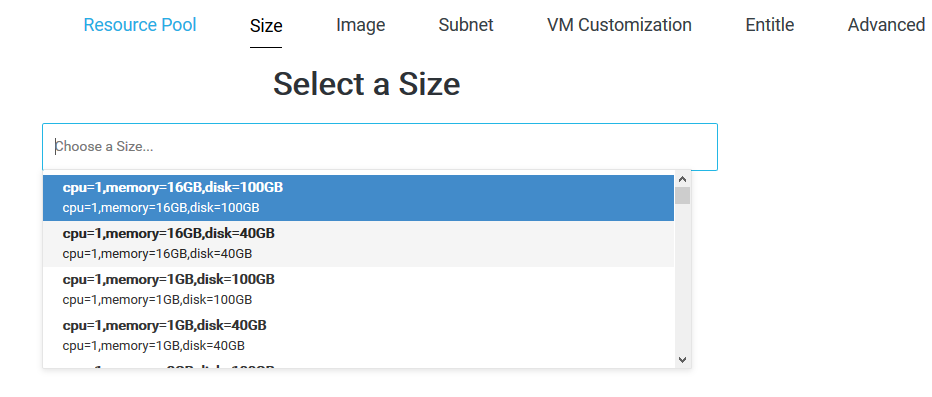 Resource Pool Size Image Subnet VM Customization Entitle Advanced
Select a Size
Choose a Size...
cpu=1,memory=16GB,disk=100GB
cpu=1,memory=16GB,disk=100GB
cpu=1,memory=16GB,disk=40GB
cpu=1,memory=16GB,disk=40GB
cpu=1,memory=1GB,disk=100GB
cpu=1,memory=1GB,disk=100GB
cpu=1,memory=1GB,disk=40GB
cpu=1,memory=1GB,disk=40GB